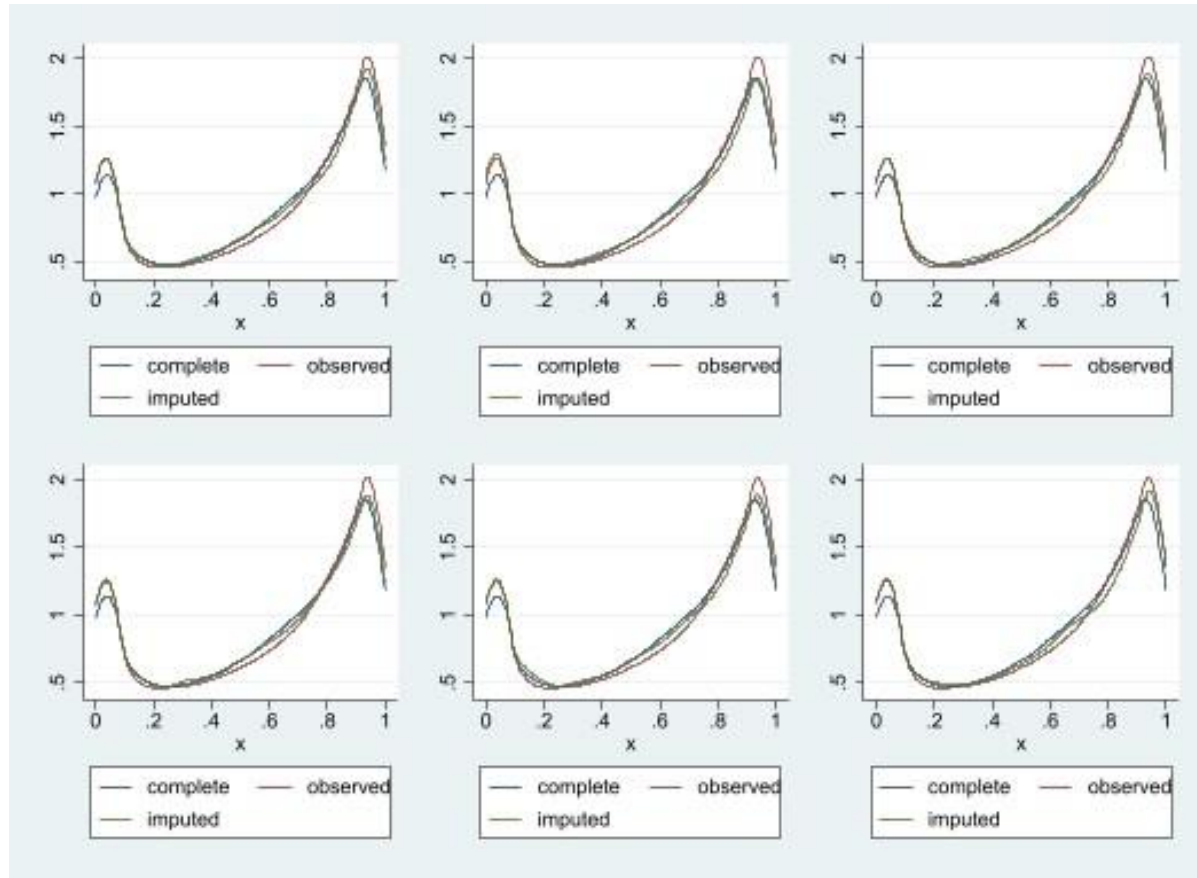 2
1.5
1
.5
0 .2 .4 .6 .8 1
x
complete observed
imputed
2
1.5
1
.5
0 .2 .4 .6 .8 1
x
complete observed
imputed
2
1.5
1
.5
0 .2 .4 .6 .8 1
x
complete observed
imputed
2
1.5
1
.5
0 .2 .4 .6 .8 1
x
complete observed
imputed
2
1.5
1
.5
0 .2 .4 .6 .8 1
x
complete observed
imputed
2
1.5
1
.5
0 .2 .4 .6 .8 1
x
complete observed
imputed